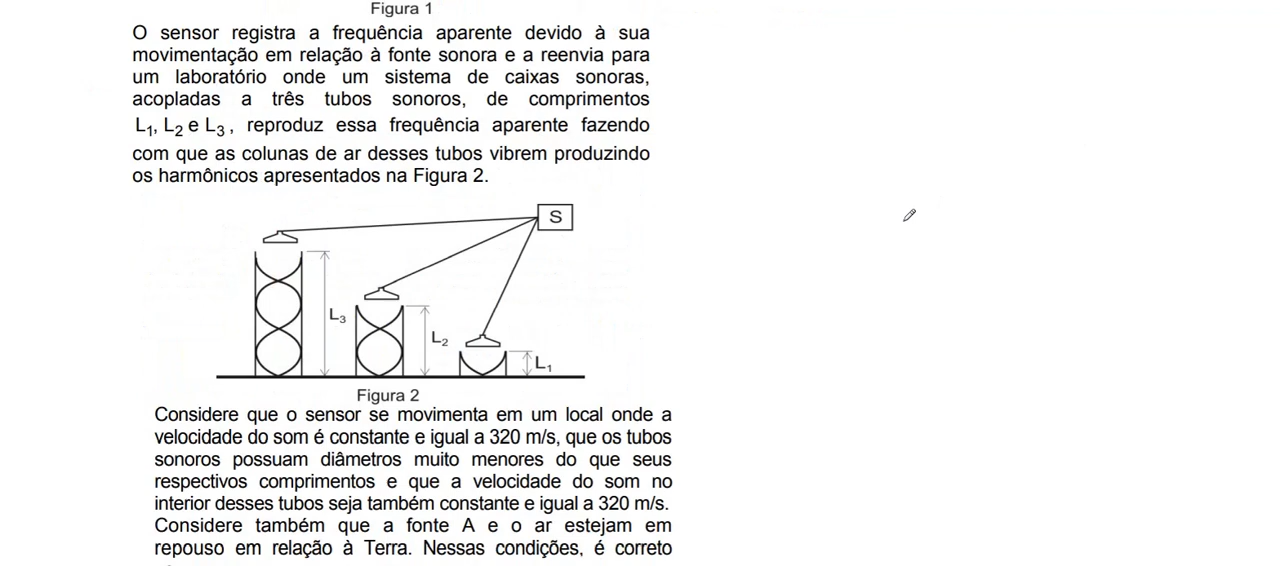 Figura 1
O sensor registra a frequência aparente devido à sua
movimentação em relação à fonte sonora e a reenvia para
um laboratório onde um sistema de caixas sonoras,
acopladas a três tubos sonoros, de comprimentos
L₁, L₂ e L₃, reproduz essa frequência aparente fazendo
com que as colunas de ar desses tubos vibrem produzindo
os harmônicos apresentados na Figura 2.
S
L₃
L₂
L₁
Figura 2
Considere que o sensor se movimenta em um local onde a
velocidade do som é constante e igual a 320 m/s, que os tubos
sonoros possuam diâmetros muito menores do que seus
respectivos comprimentos e que a velocidade do som no
interior desses tubos seja também constante e igual a 320 m/s.
Considere também que a fonte A e o ar estejam em
repouso em relação à Terra. Nessas condições, é correto